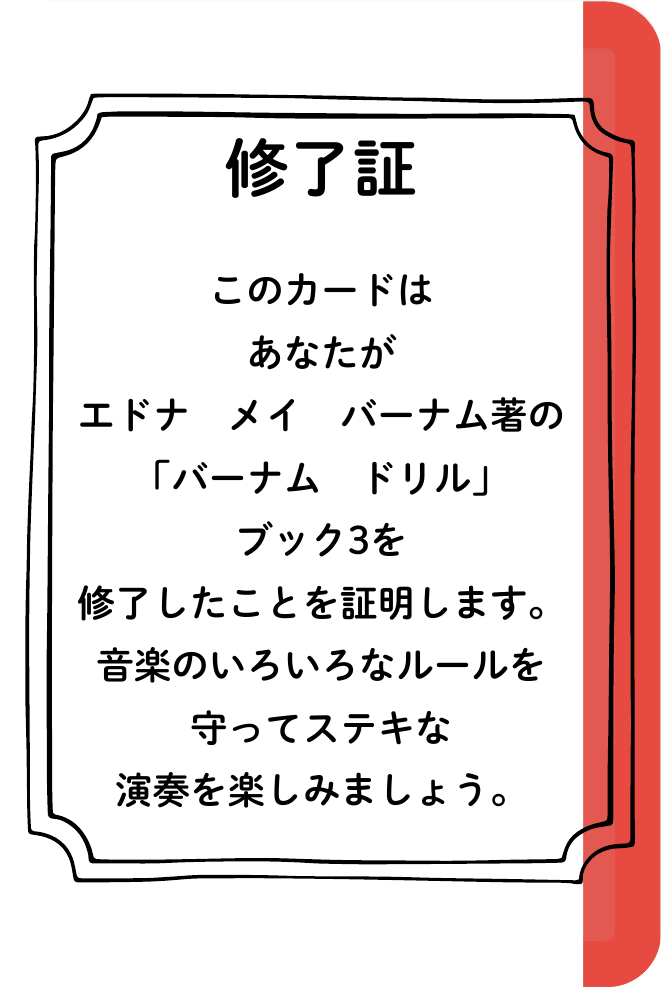 修了証
このカードは
あなたが
エドナ　メイ　バーナム著の
「バーナム　ドリル」
ブック3を
修了したことを証明します。
音楽のいろいろなルールを
守ってステキな
演奏を楽しみましょう。